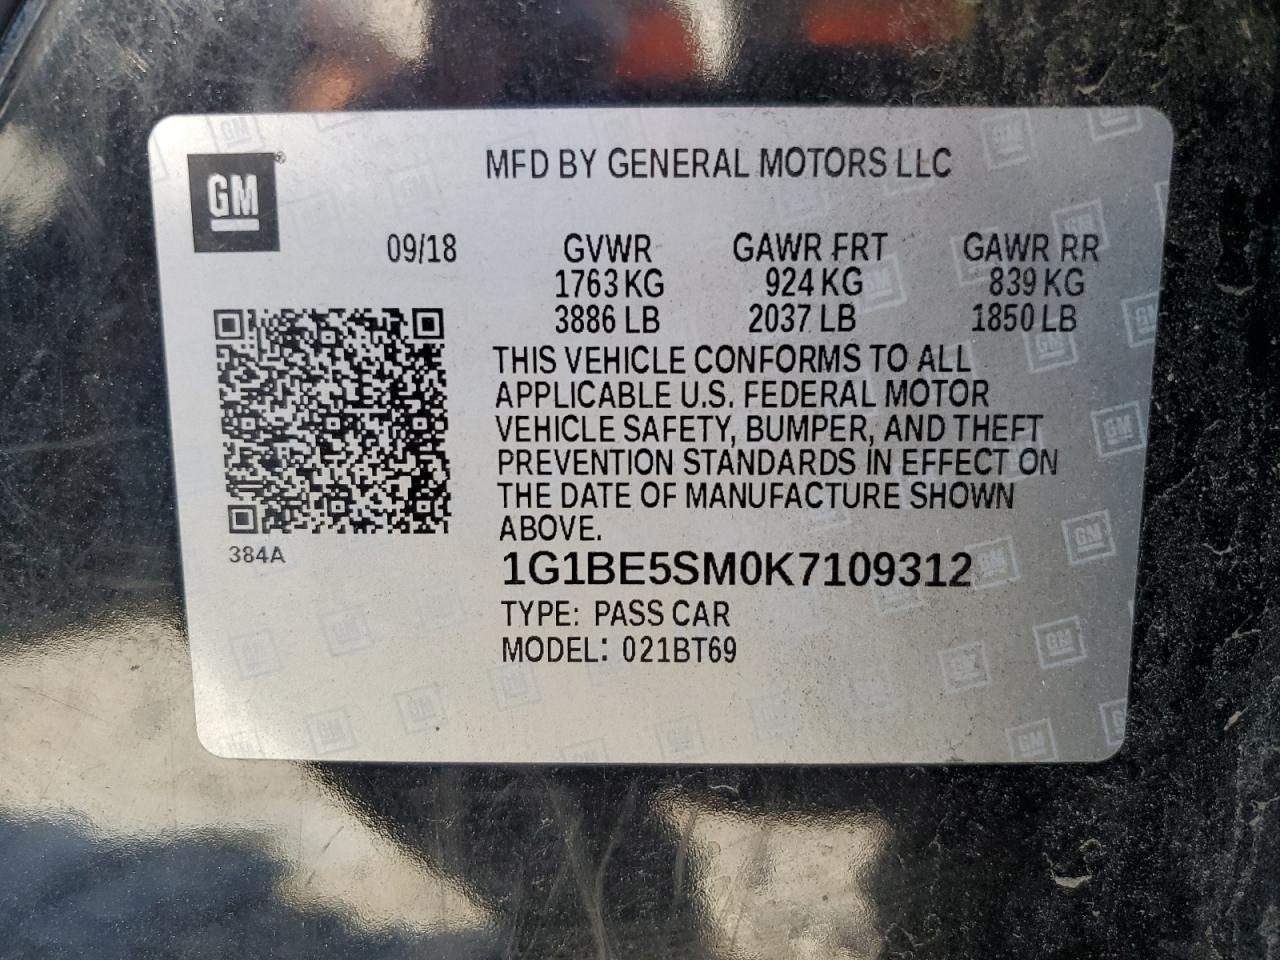 GM
MFD BY GENERAL MOTORS LLC
09/18 GVWR GAWR FRT GAWR RR
1763 KG 924 KG 839 KG
3886 LB 2037 LB 1850 LB
THIS VEHICLE CONFORMS TO ALL
APPLICABLE U.S. FEDERAL MOTOR
VEHICLE SAFETY, BUMPER, AND THEFT
PREVENTION STANDARDS IN EFFECT ON
THE DATE OF MANUFACTURE SHOWN
ABOVE.
384A
1G1BE5SM0K7109312
TYPE: PASS CAR
MODEL: 021BT69